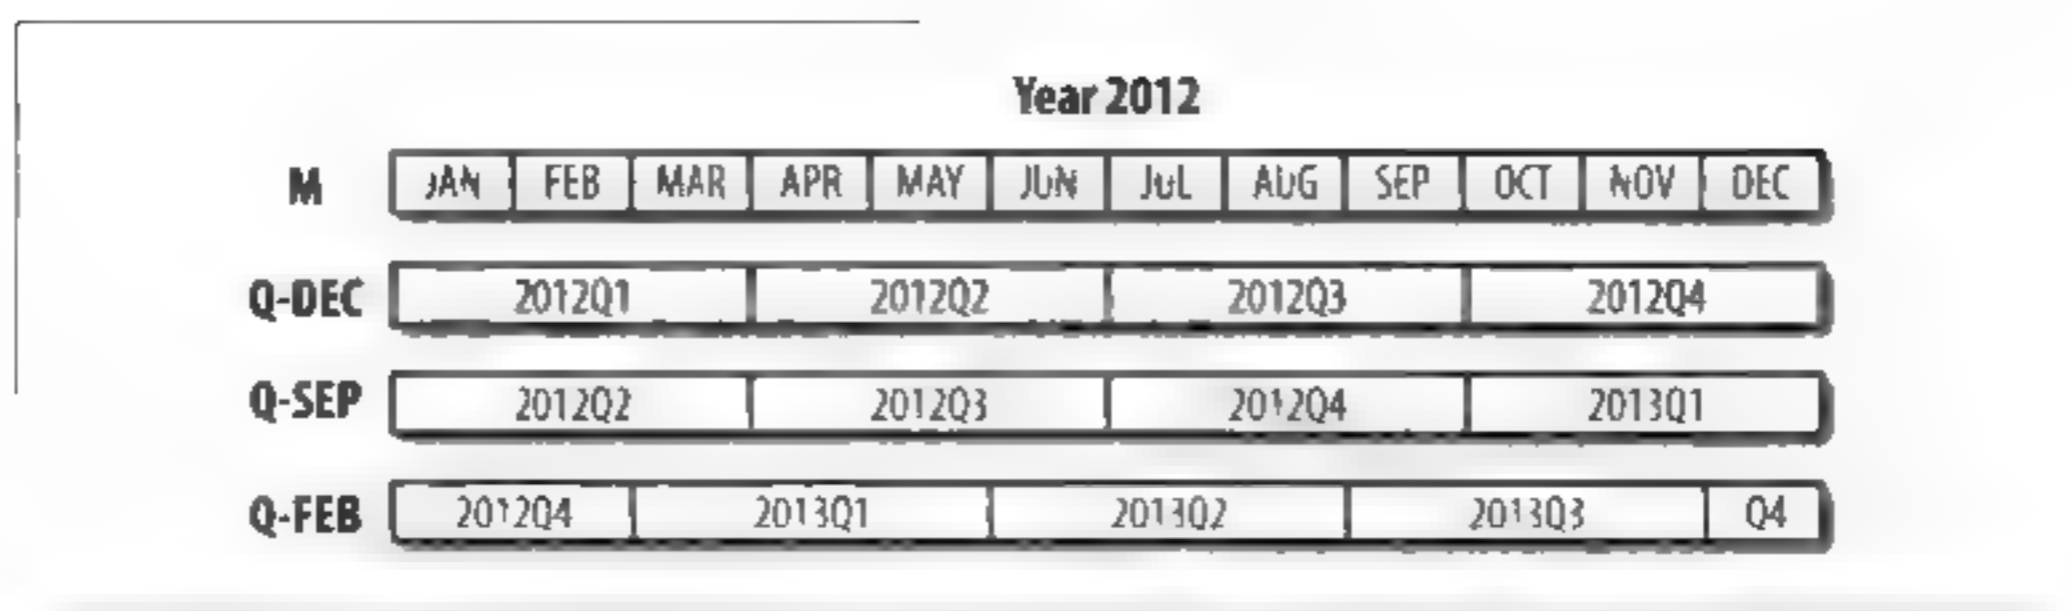 Year 2012
M JAN FEB MAR APR MAY JUN JUL AUG SEP OCT NOV DEC
Q-DEC 2012Q1 2012Q2 2012Q3 2012Q4
Q-SEP 2012Q2 2012Q3 2012Q4 2013Q1
Q-FEB 2012Q4 2013Q1 2013Q2 2013Q3 Q4